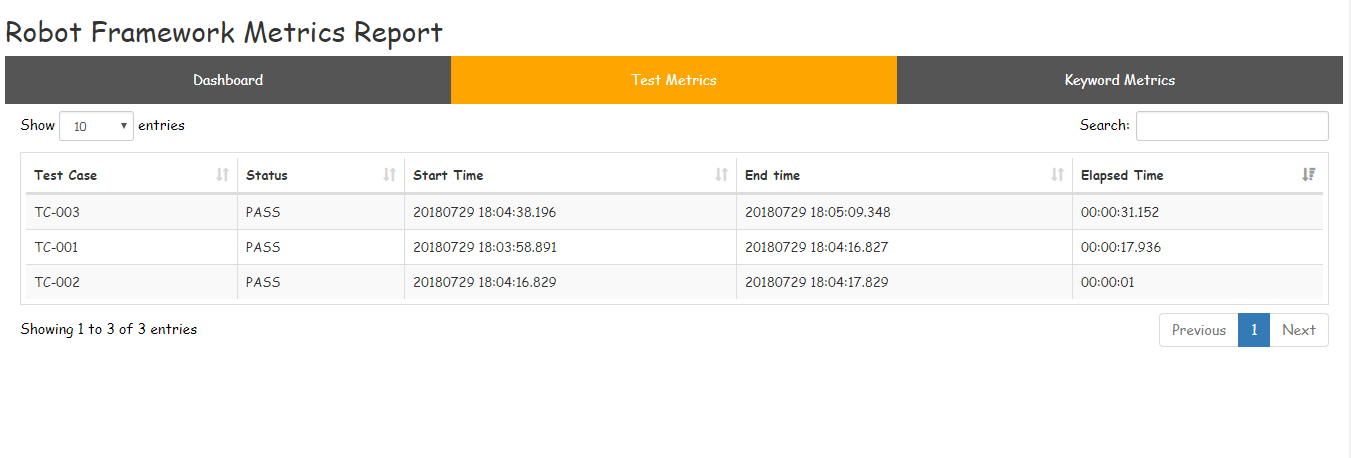 Robot Framework Metrics Report
Dashboard Test Metrics Keyword Metrics
Show 10 entries Search:
Test Case Status Start Time End time Elapsed Time
TC-003 PASS 20180729 18:04:38.196 20180729 18:05:09.348 00:00:31.152
TC-001 PASS 20180729 18:03:58.891 20180729 18:04:16.827 00:00:17.936
TC-002 PASS 20180729 18:04:16.829 20180729 18:04:17.829 00:00:01
Showing 1 to 3 of 3 entries Previous 1 Next